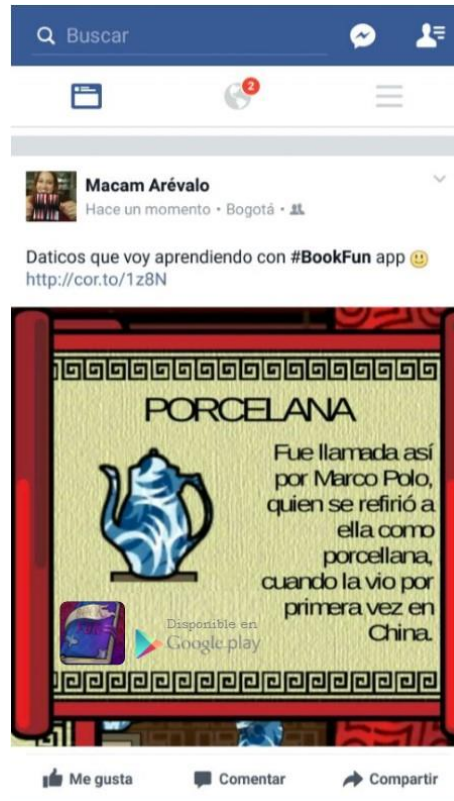 Buscar
2
Macam Arévalo
Hace un momento • Bogotá •
Daticos que voy aprendiendo con #BookFun app 🙂
http://cor.to/1z8N
PORCELANA
Fue llamada así
por Marco Polo,
quien se refirió a
ella como
porcellana,
cuando la vio por
primera vez en
China.
Disponible en
Google play
Me gusta
Comentar
Compartir